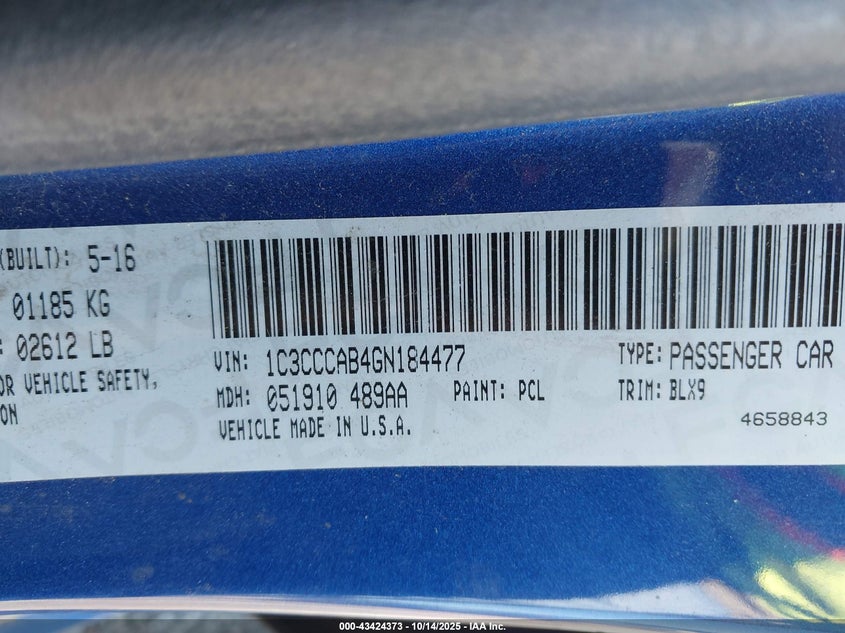 (BUILT): 5-16
01185 KG
: 02612 LB
OR VEHICLE SAFETY,
ON
VIN: 1C3CCCAB4GN184477
TYPE: PASSENGER CAR
MDH: 051910 489AA
PAINT: PCL
TRIM: BLX9
VEHICLE MADE IN U.S.A.
4658843
000-43424373 - 10/14/2025 - IAA Inc.